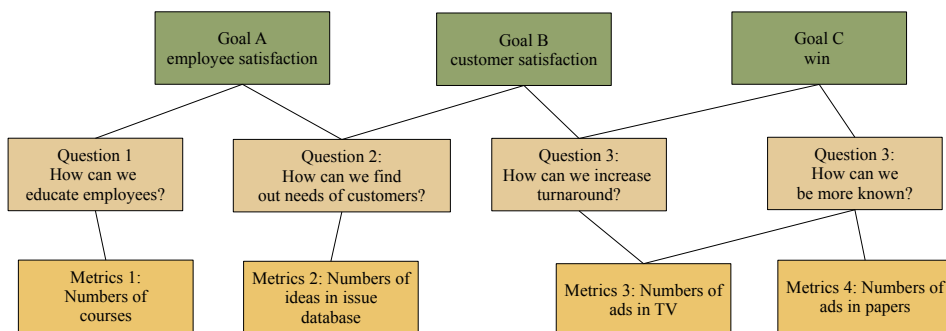 Goal A
employee satisfaction
Goal B
customer satisfaction
Goal C
win
Question 1
How can we
educate employees?
Question 2:
How can we find
out needs of customers?
Question 3:
How can we increase
turnaround?
Question 3:
How can we
be more known?
Metrics 1:
Numbers of
courses
Metrics 2: Numbers of
ideas in issue
database
Metrics 3: Numbers of
ads in TV
Metrics 4: Numbers of
ads in papers